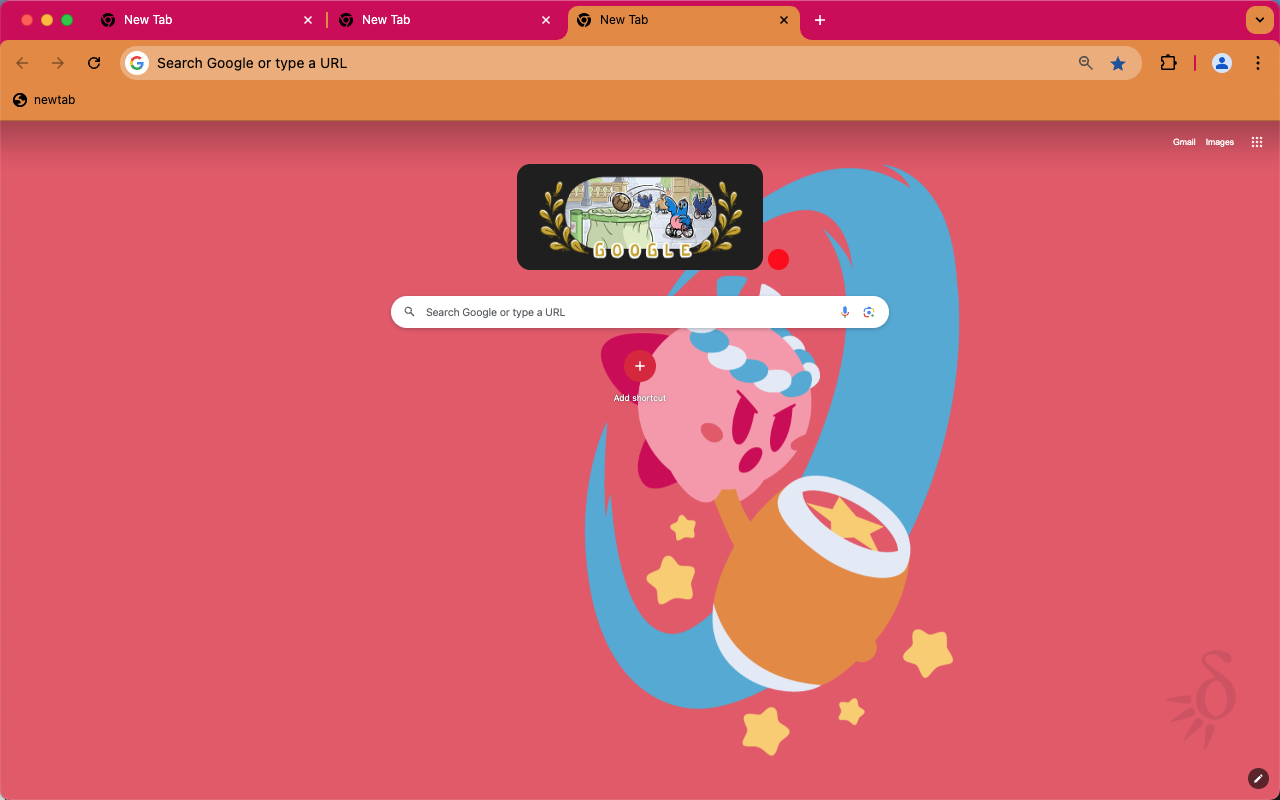 New Tab
New Tab
New Tab
Search Google or type a URL
newtab
Gmail
Images
GOOGLE
Search Google or type a URL
Add shortcut